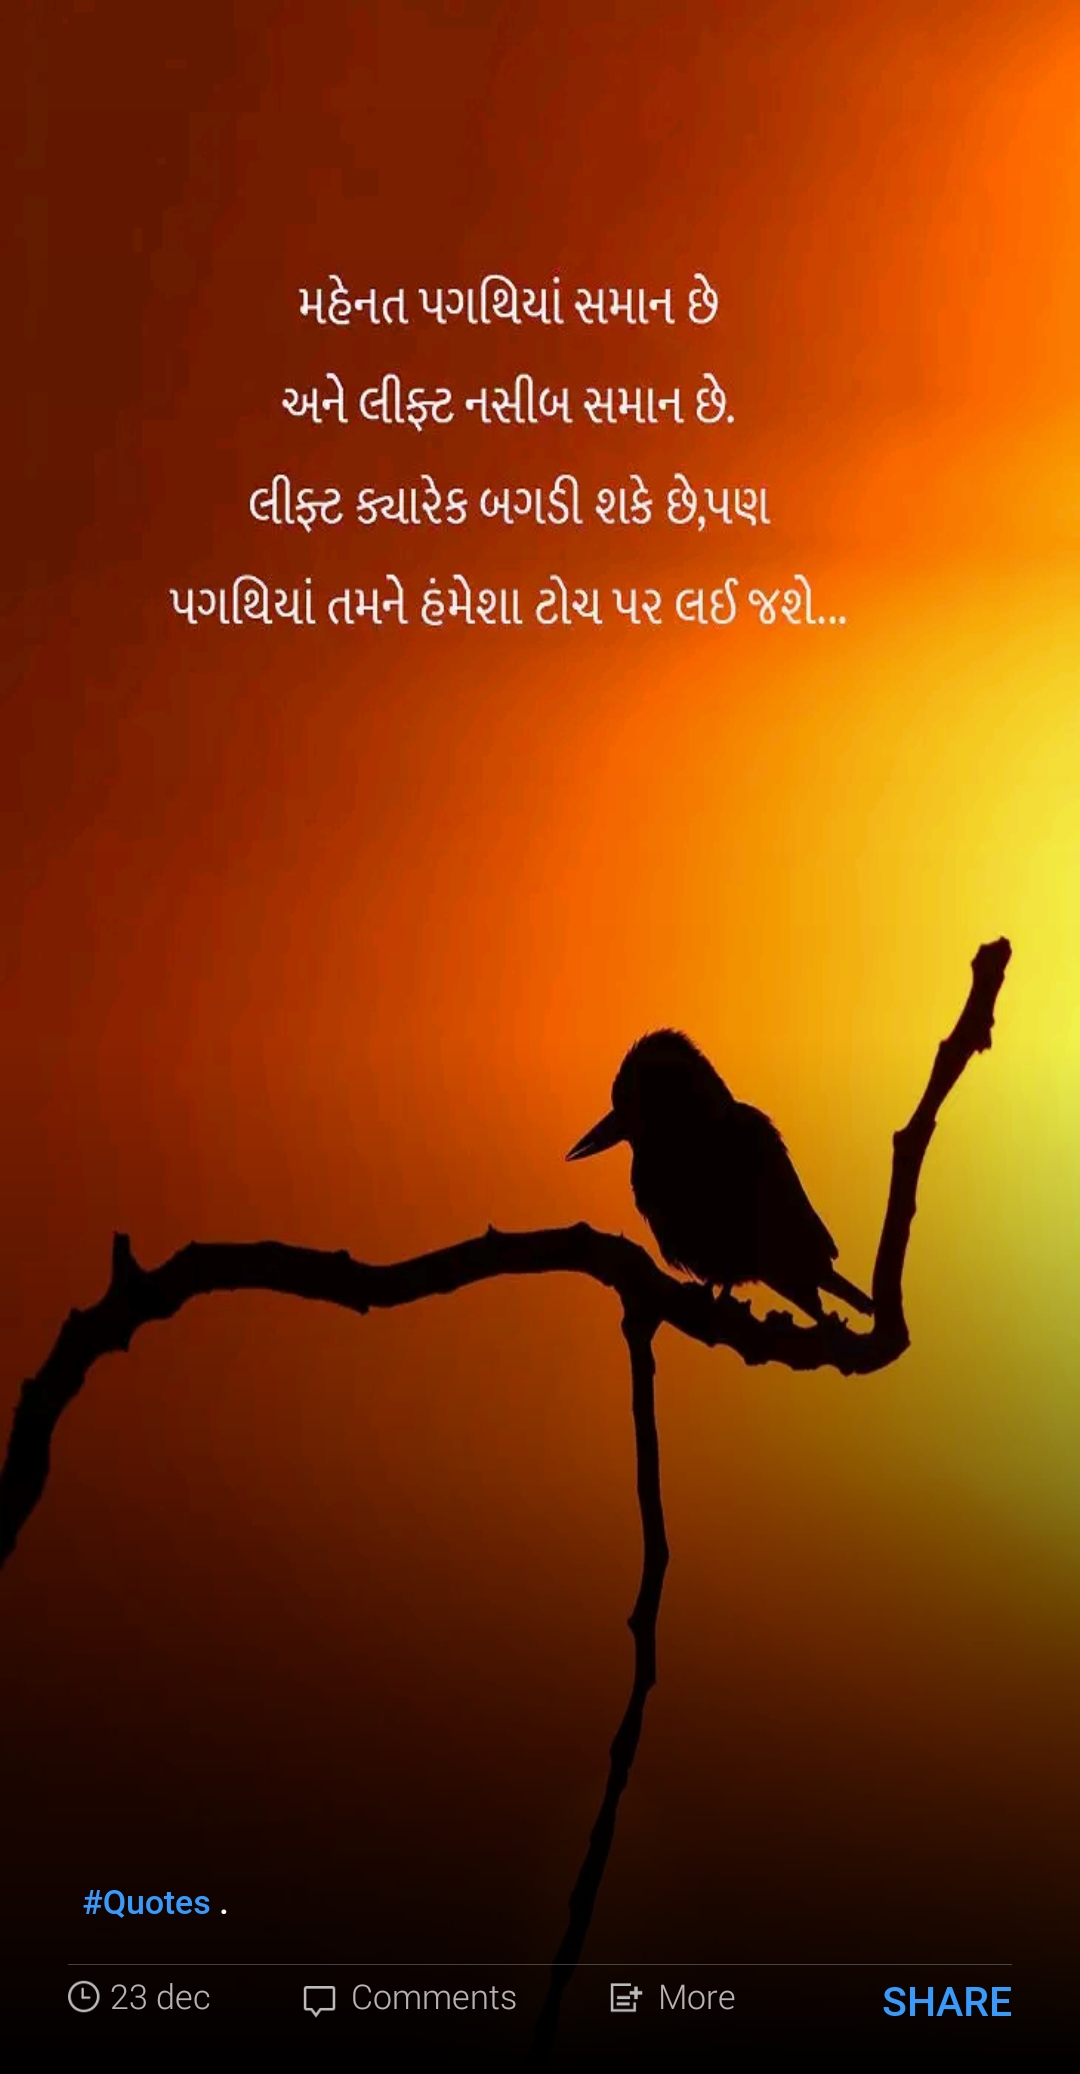 મહેનત પગથિયાં સમાન છે
અને લીફ્ટ નસીબ સમાન છે.
લીફ્ટ ક્યારેક બગડી શકે છે,પણ
પગથિયાં તમને હંમેશા ટોચ પર લઈ જશે...
#Quotes .
23 dec
Comments
More
SHARE